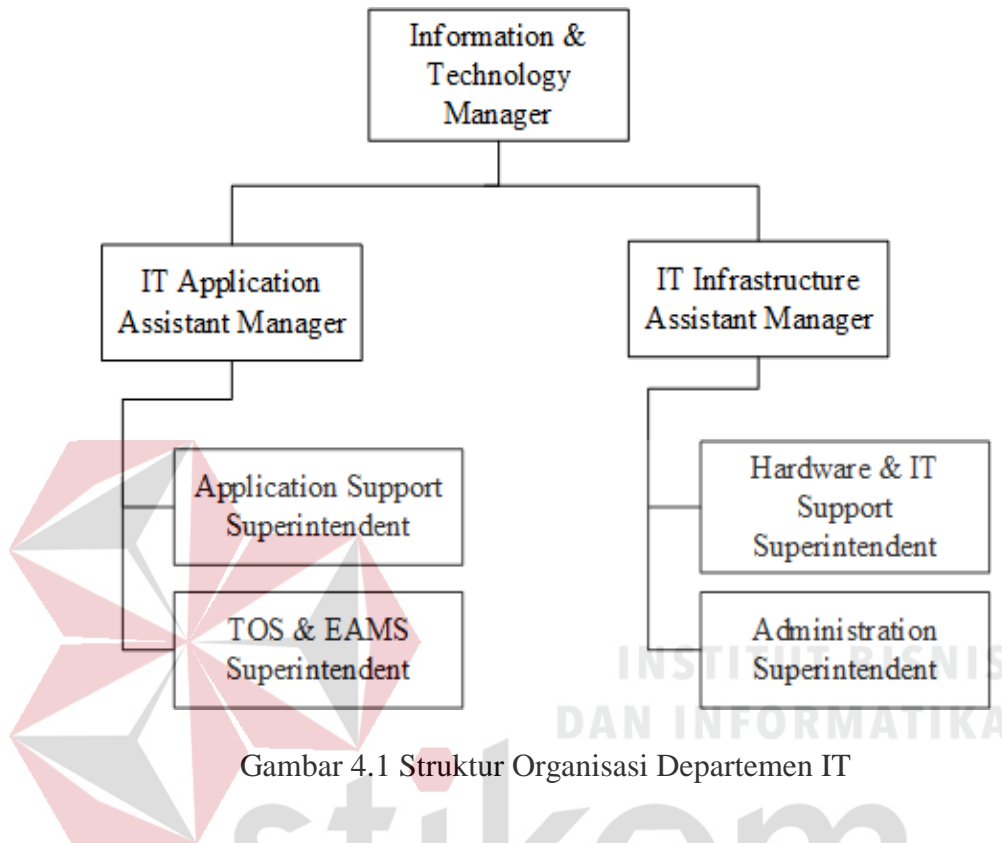 Information &
Technology
Manager
IT Application
Assistant Manager
IT Infrastructure
Assistant Manager
Application Support
Superintendent
Hardware & IT
Support
Superintendent
TOS & EAMS
Superintendent
Administration
Superintendent
INSTITUT BISNIS
DAN INFORMATIKA
Gambar 4.1 Struktur Organisasi Departemen IT
stikom